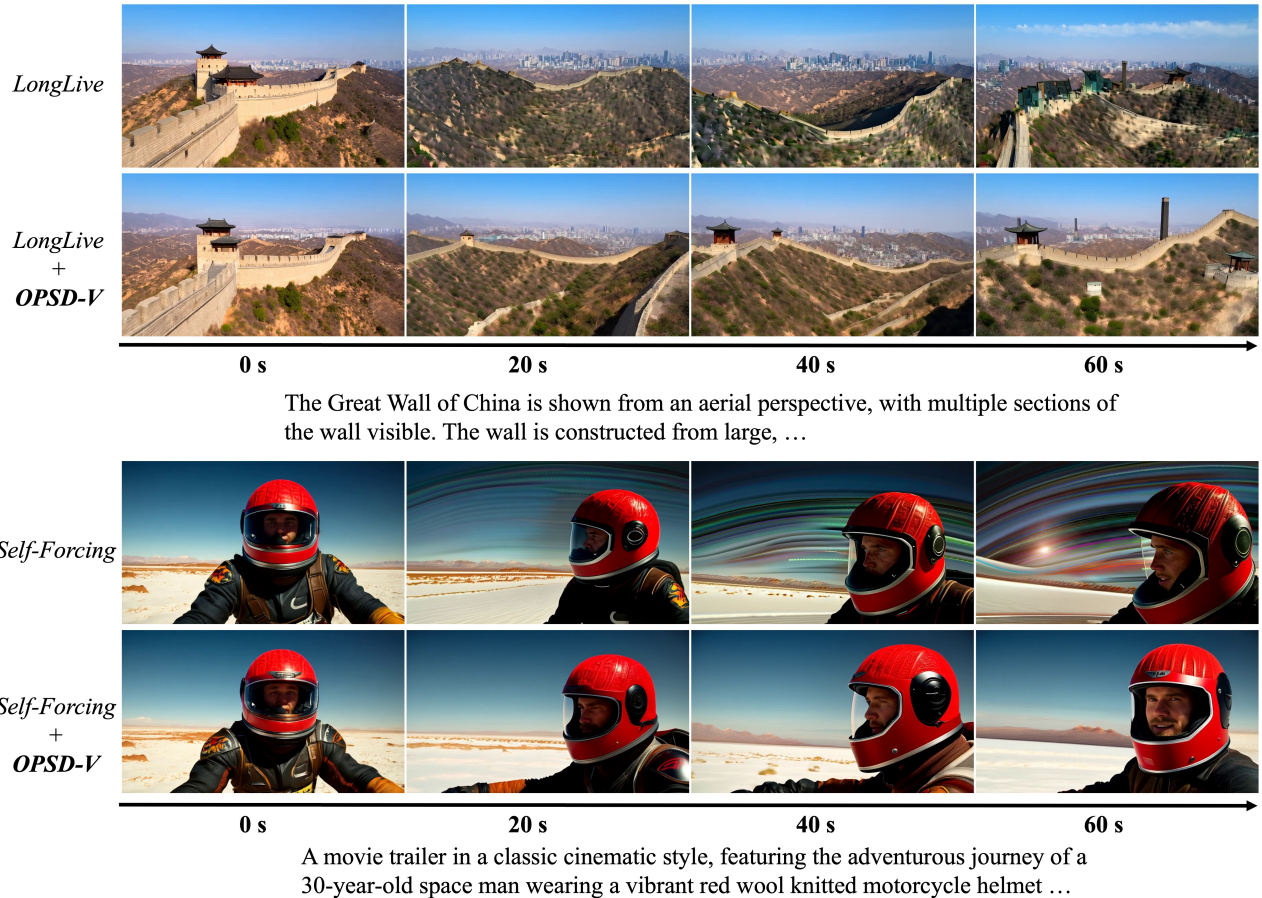 LongLive
LongLive
+
OPSD-V
0 s
20 s
40 s
60 s
The Great Wall of China is shown from an aerial perspective, with multiple sections of
the wall visible. The wall is constructed from large, …
Self-Forcing
Self-Forcing
+
OPSD-V
0 s
20 s
40 s
60 s
A movie trailer in a classic cinematic style, featuring the adventurous journey of a
30-year-old space man wearing a vibrant red wool knitted motorcycle helmet …